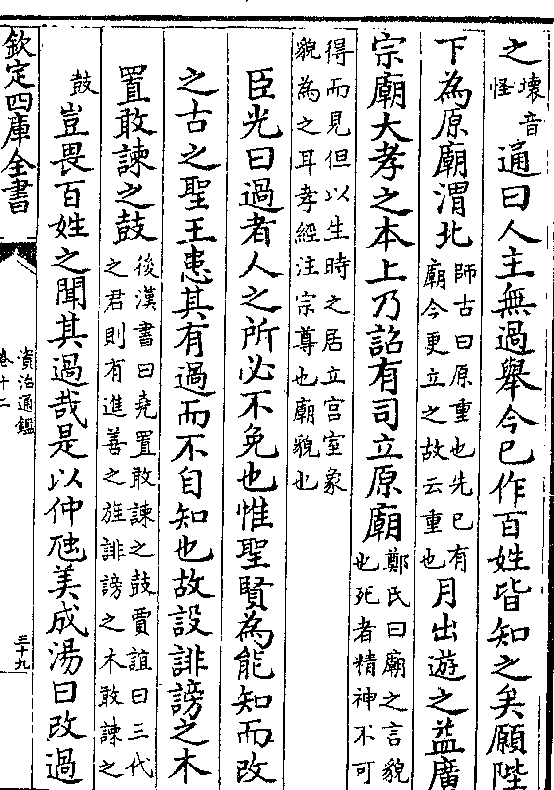 之壞音怪通曰人主無過舉今已作百姓皆知之矣願陛
下為原廟渭北師古曰原重也先已有廟今更立之故云重也月出遊之益廣
宗廟大孝之本上乃詔有司立原廟鄭氏曰廟之言貌也死者精神不可
得而見但以生時之居立宫室象貌為之耳孝經注宗尊也廟貌也
臣光曰過者人之所必不免也惟聖賢為能知而改
之古之聖王患其有過而不自知也故設誹謗之木
置敢諫之鼓後漢書曰堯置敢諫之鼓賈誼曰三代之君則有進善之旌誹謗之木敢諫之
鼓豈畏百姓之聞其過哉是以仲虺美成湯曰改過
欽定四庫全書
資治通鑑
卷十二
三十九